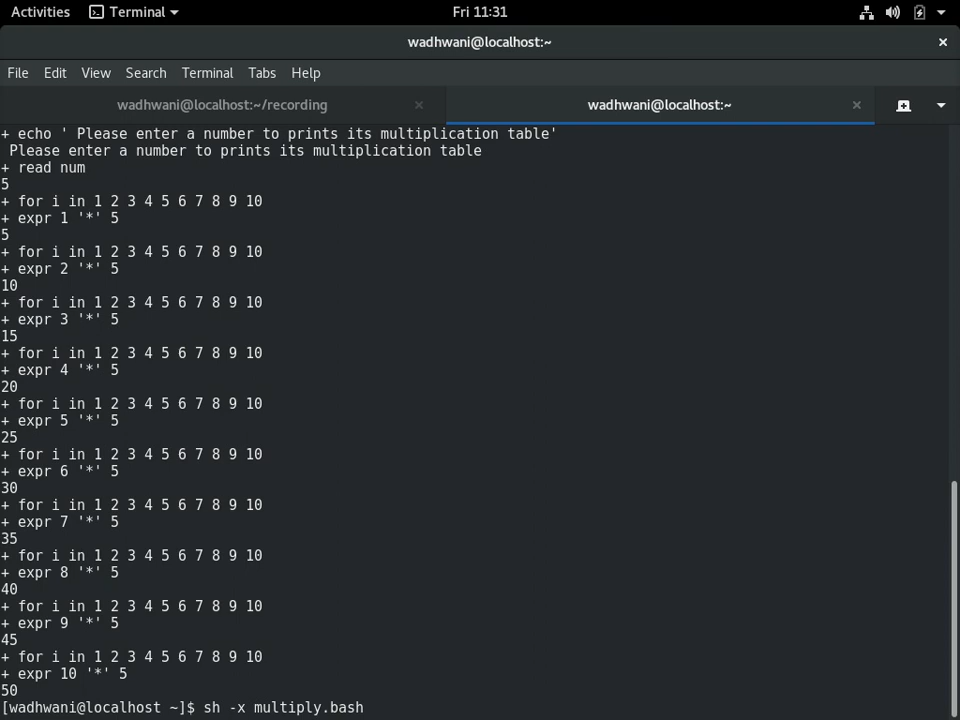 Activities Terminal Fri 11:31
wadhwani@localhost:~
File Edit View Search Terminal Tabs Help
wadhwani@localhost:~/recording wadhwani@localhost:~
+ echo ' Please enter a number to prints its multiplication table'
 Please enter a number to prints its multiplication table
+ read num
5
+ for i in 1 2 3 4 5 6 7 8 9 10
+ expr 1 '*' 5
5
+ for i in 1 2 3 4 5 6 7 8 9 10
+ expr 2 '*' 5
10
+ for i in 1 2 3 4 5 6 7 8 9 10
+ expr 3 '*' 5
15
+ for i in 1 2 3 4 5 6 7 8 9 10
+ expr 4 '*' 5
20
+ for i in 1 2 3 4 5 6 7 8 9 10
+ expr 5 '*' 5
25
+ for i in 1 2 3 4 5 6 7 8 9 10
+ expr 6 '*' 5
30
+ for i in 1 2 3 4 5 6 7 8 9 10
+ expr 7 '*' 5
35
+ for i in 1 2 3 4 5 6 7 8 9 10
+ expr 8 '*' 5
40
+ for i in 1 2 3 4 5 6 7 8 9 10
+ expr 9 '*' 5
45
+ for i in 1 2 3 4 5 6 7 8 9 10
+ expr 10 '*' 5
50
[wadhwani@localhost ~]$ sh -x multiply.bash